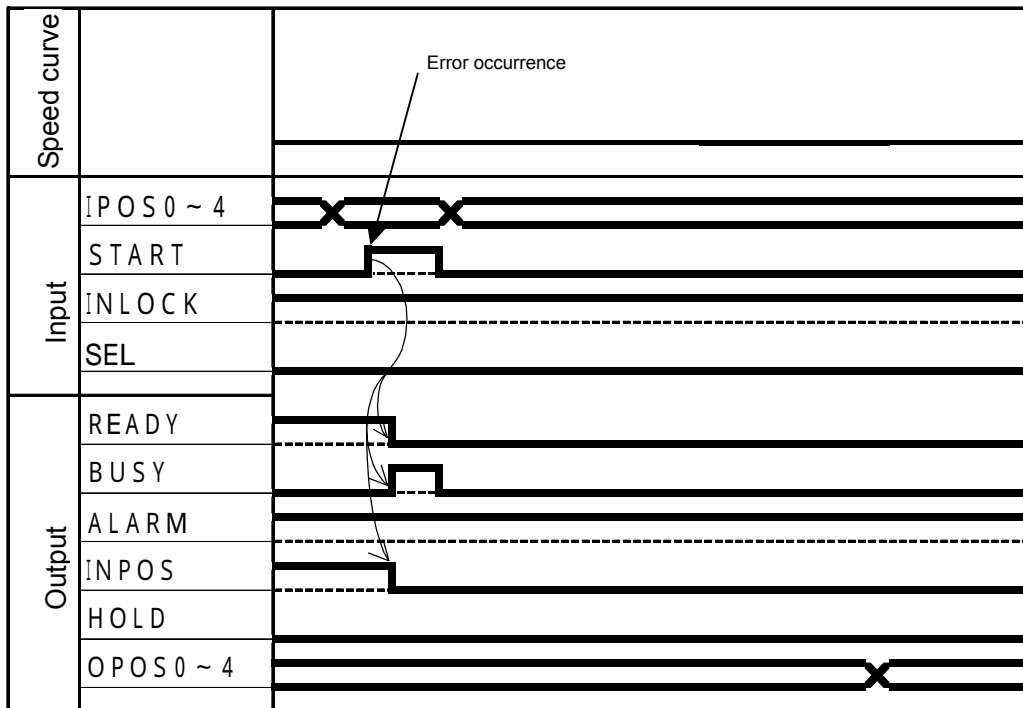 Speed curve
Error occurrence
Input
IPOS0~4
START
INLOCK
SEL
Output
READY
BUSY
ALARM
INPOS
HOLD
OPOS0~4